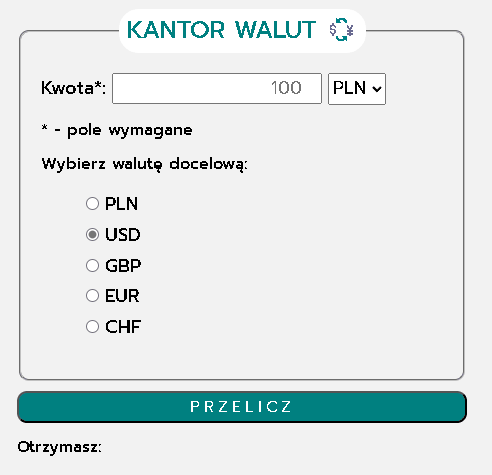 KANTOR WALUT $ ¥
Kwota*: 100 PLN
* - pole wymagane
Wybierz walutę docelową:
PLN
USD
GBP
EUR
CHF
PRZELICZ
Otrzymasz: